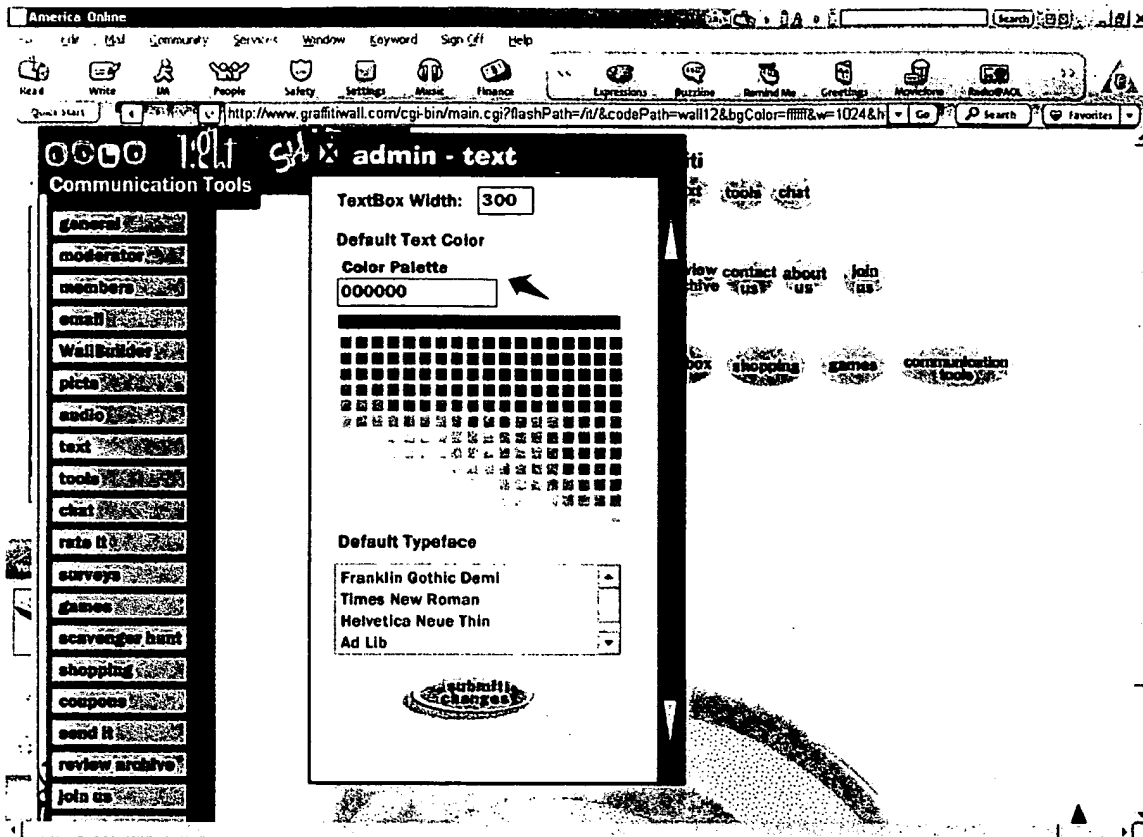 America Online
Mail Community Services Window Keyword Sign Off Help
Read Write IM People Safety Settings Music Finance Expressions Buzzline Remind Me Greetings Moviefone Radio@AOL
Search
Quick Start http://www.graffitiwall.com/cgi-bin/main.cgi?flashPath=/it/&codePath=wall12&bgColor=ffffff&w=1024&h Go Search Favorites
admin - text
Communication Tools
TextBox Width: 300
Default Text Color
Color Palette
000000
Default Typeface
Franklin Gothic Demi
Times New Roman
Helvetica Neue Thin
Ad Lib
submit
changes
general
moderator
members
email
WallBuilder
picts
audio
text
tools
chat
rate it
surveys
games
scavenger hunt
shopping
coupons
send it
review archive
join us
tools chat
contact us
about us
join us
shopping
games
communication
tools